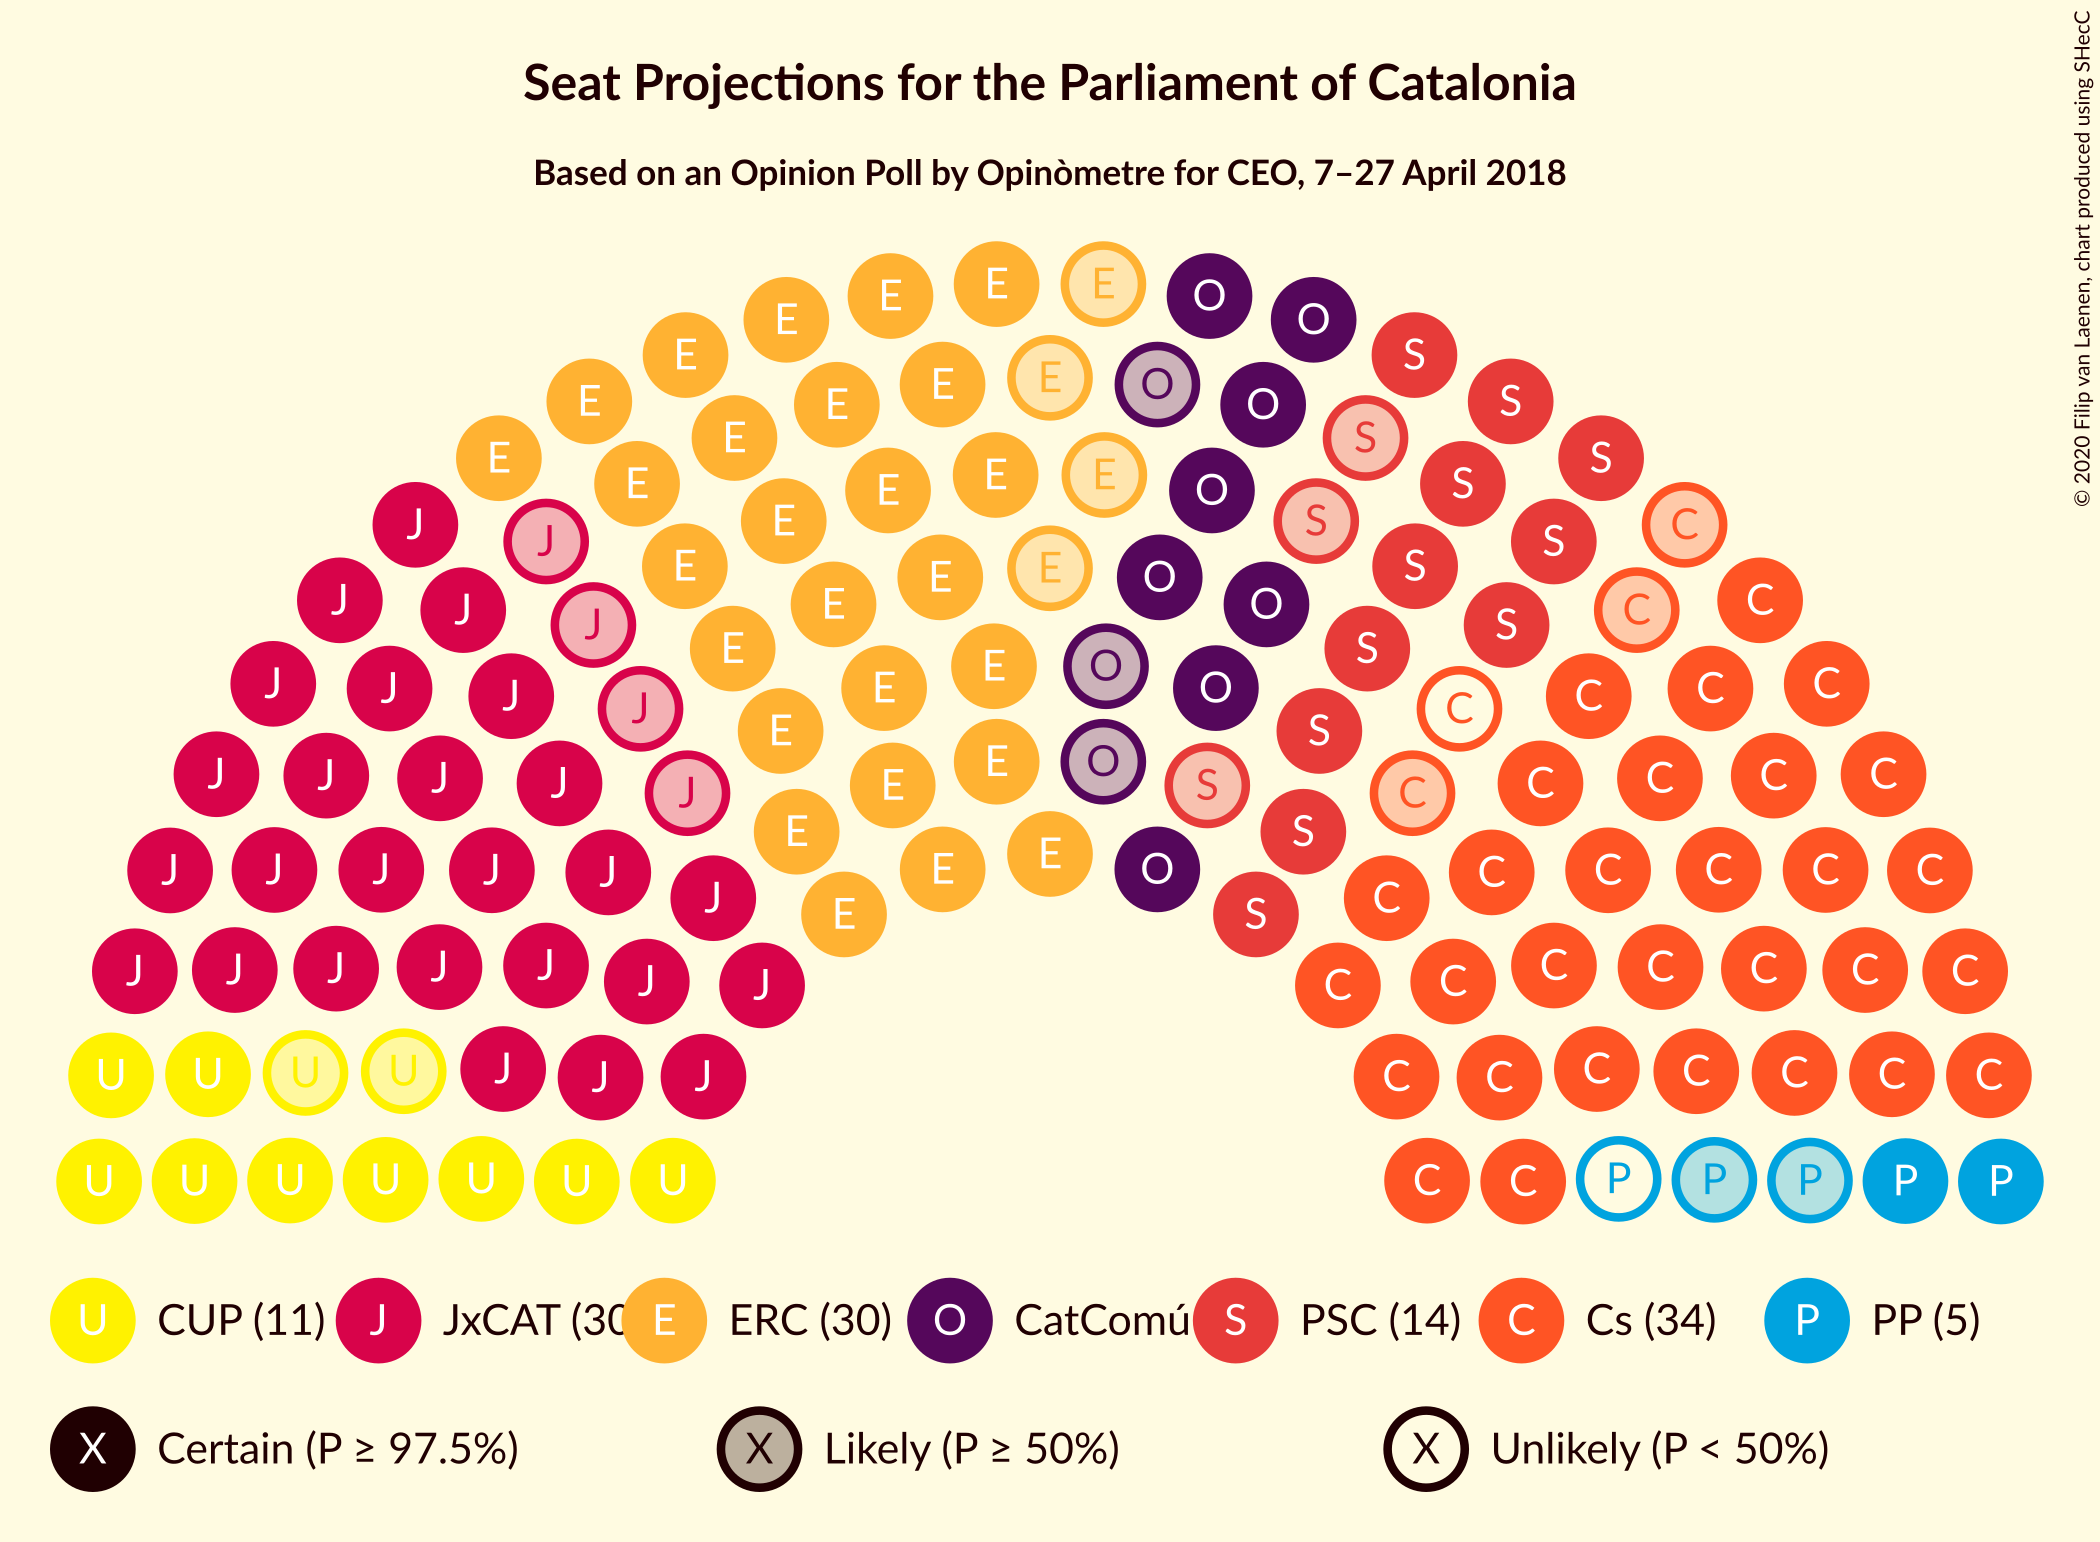 Seat Projections for the Parliament of Catalonia
Based on an Opinion Poll by Opinòmetre for CEO, 7–27 April 2018
© 2020 Filip van Laenen, chart produced using SHecC
E E
E O
E O
E S
E E O
E E O S
E S
E E E S
E E O S
J E S C
J S
E E E O S
J J E O C C
J S
E E O S
J J J E O C C C
J C
E S
J J J J E E O S C C C C
J C
E S
J J J J J E E O C C C C C
J E S C
J J J J J J J C C C C C C C
U U U U J J J C C C C C C C
U U U U U U U C C P P P P P
U CUP (11) J JxCAT (30 E ERC (30) O CatComú S PSC (14) C Cs (34) P PP (5)
X Certain (P ≥ 97.5%) X Likely (P ≥ 50%) X Unlikely (P < 50%)